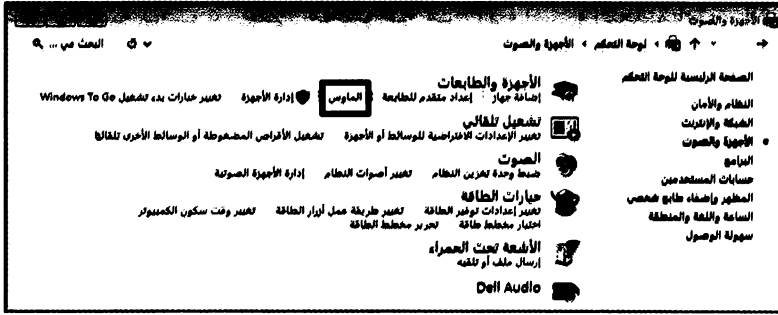 الأجهزة والصوت
لوحة التحكم › الأجهزة والصوت
البحث في ...
الصفحة الرئيسية للوحة التحكم
النظام والأمان
الشبكة والإنترنت
الأجهزة والصوت
البرامج
حسابات المستخدمين
المظهر وإضفاء طابع شخصي
الساعة واللغة والمنطقة
سهولة الوصول
الأجهزة والطابعات
إضافة جهاز إعداد متقدم للطابعة الماوس إدارة الأجهزة تغيير خيارات بدء تشغيل Windows To Go
تشغيل تلقائي
تغيير الإعدادات الافتراضية للوسائط أو الأجهزة تشغيل الأقراص المضغوطة أو الوسائط الأخرى تلقائيًا
الصوت
ضبط وحدة تخزين النظام تغيير أصوات النظام إدارة الأجهزة الصوتية
خيارات الطاقة
تغيير إعدادات توفير الطاقة تغيير طريقة عمل أزرار الطاقة تغيير وقت سكون الكمبيوتر
اختيار مخطط طاقة تحرير مخطط الطاقة
الأشعة تحت الحمراء
إرسال ملف أو تلقيه
Dell Audio